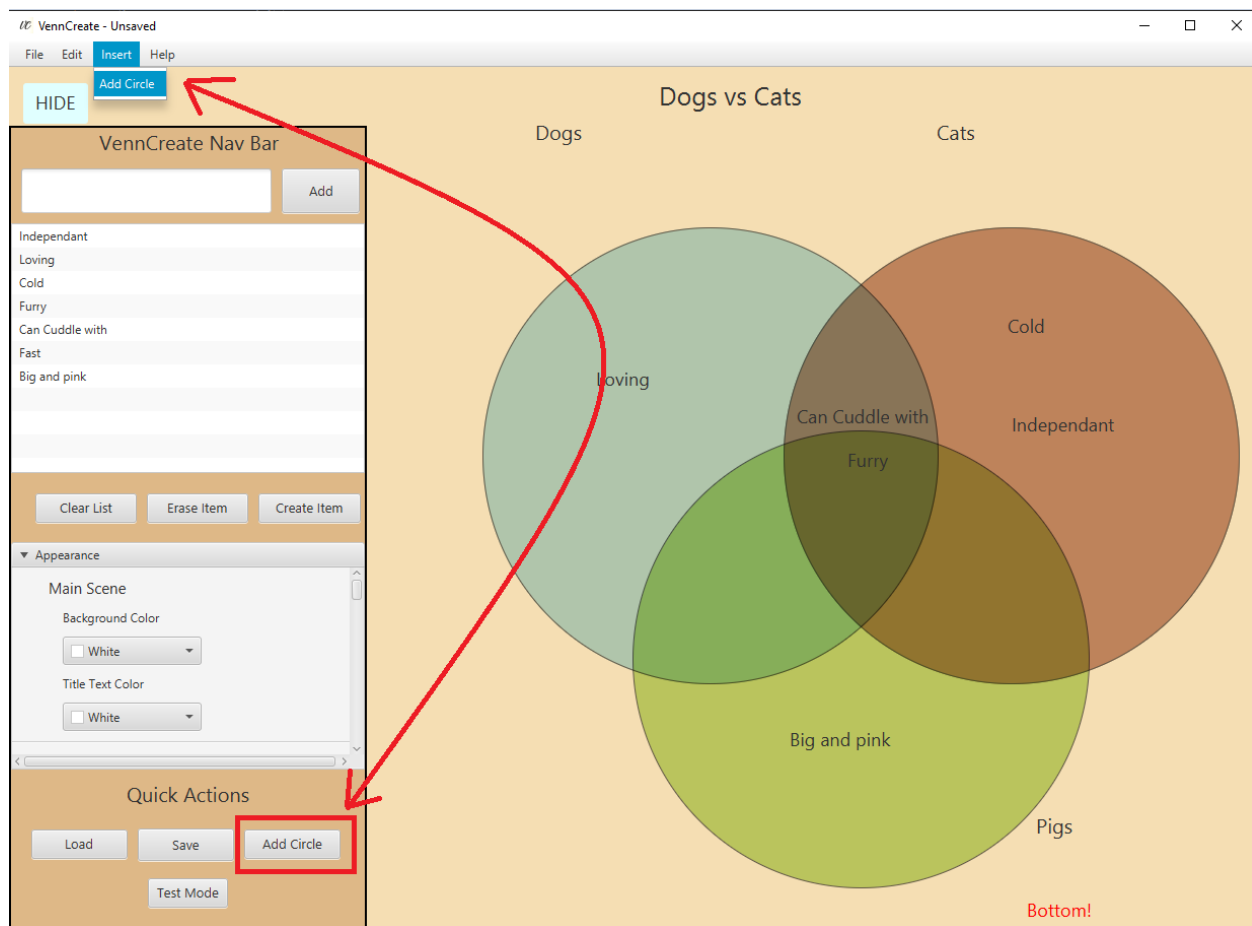 VC VennCreate - Unsaved
File Edit Insert Help
Add Circle
HIDE
VennCreate Nav Bar
Add
Independant
Loving
Cold
Furry
Can Cuddle with
Fast
Big and pink
Clear List Erase Item Create Item
Appearance
Main Scene
Background Color
White
Title Text Color
White
Quick Actions
Load Save Add Circle
Test Mode
Dogs vs Cats
Dogs Cats
Cold
Loving
Can Cuddle with Independant
Furry
Big and pink
Pigs
Bottom!